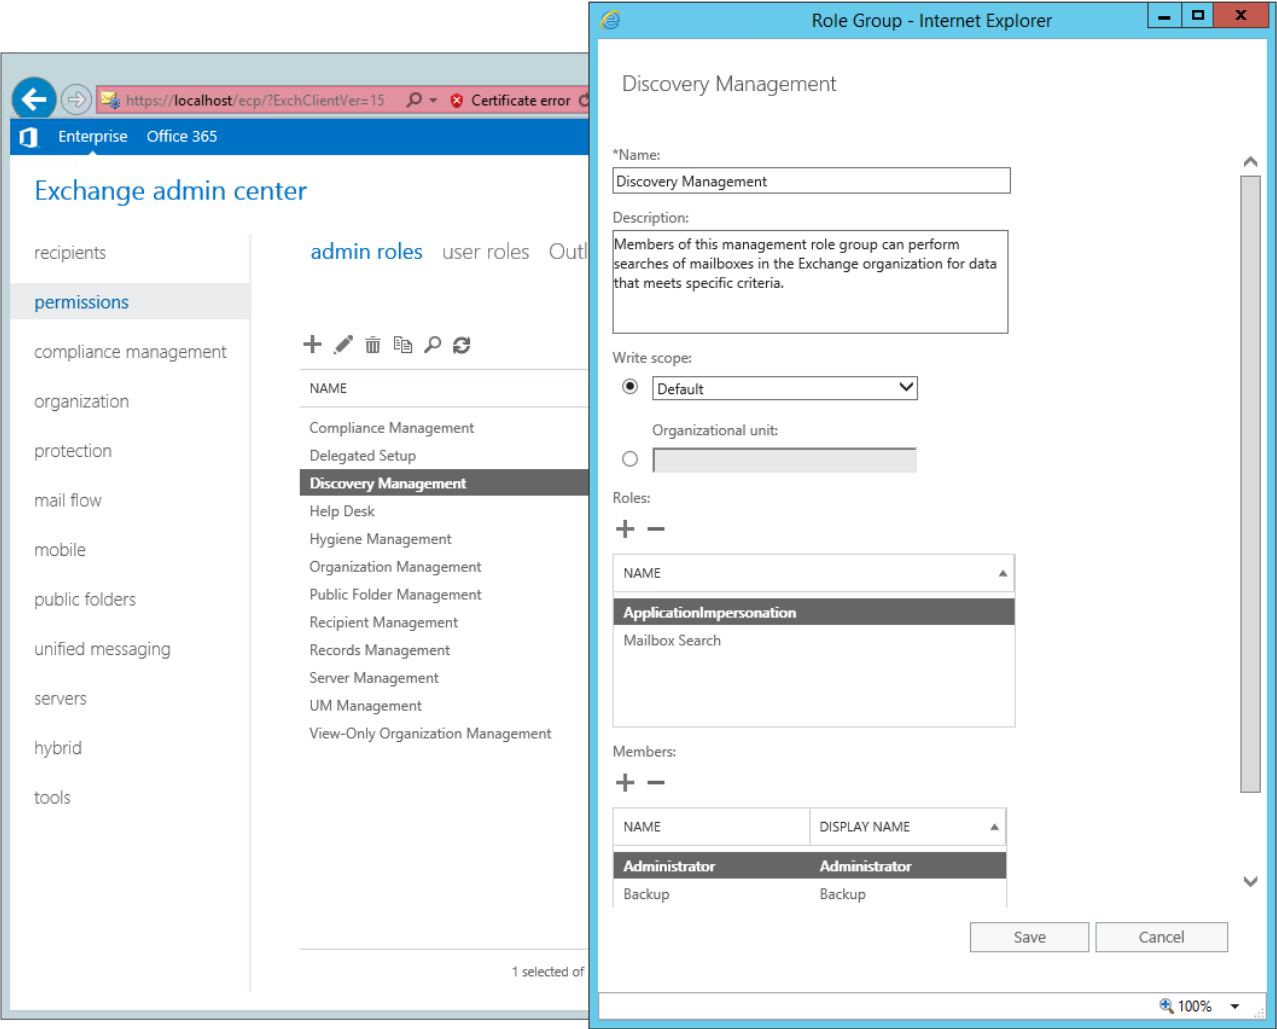 Role Group - Internet Explorer
https://localhost/ecp/?ExchClientVer=15
Certificate error
Enterprise
Office 365
Exchange admin center
recipients
permissions
compliance management
organization
protection
mail flow
mobile
public folders
unified messaging
servers
hybrid
tools
admin roles
user roles
Outl
NAME
Compliance Management
Delegated Setup
Discovery Management
Help Desk
Hygiene Management
Organization Management
Public Folder Management
Recipient Management
Records Management
Server Management
UM Management
View-Only Organization Management
1 selected of
Discovery Management
*Name:
Discovery Management
Description:
Members of this management role group can perform
searches of mailboxes in the Exchange organization for data
that meets specific criteria.
Write scope:
Default
Organizational unit:
Roles:
NAME
ApplicationImpersonation
Mailbox Search
Members:
NAME DISPLAY NAME
Administrator Administrator
Backup Backup
Save
Cancel
100%